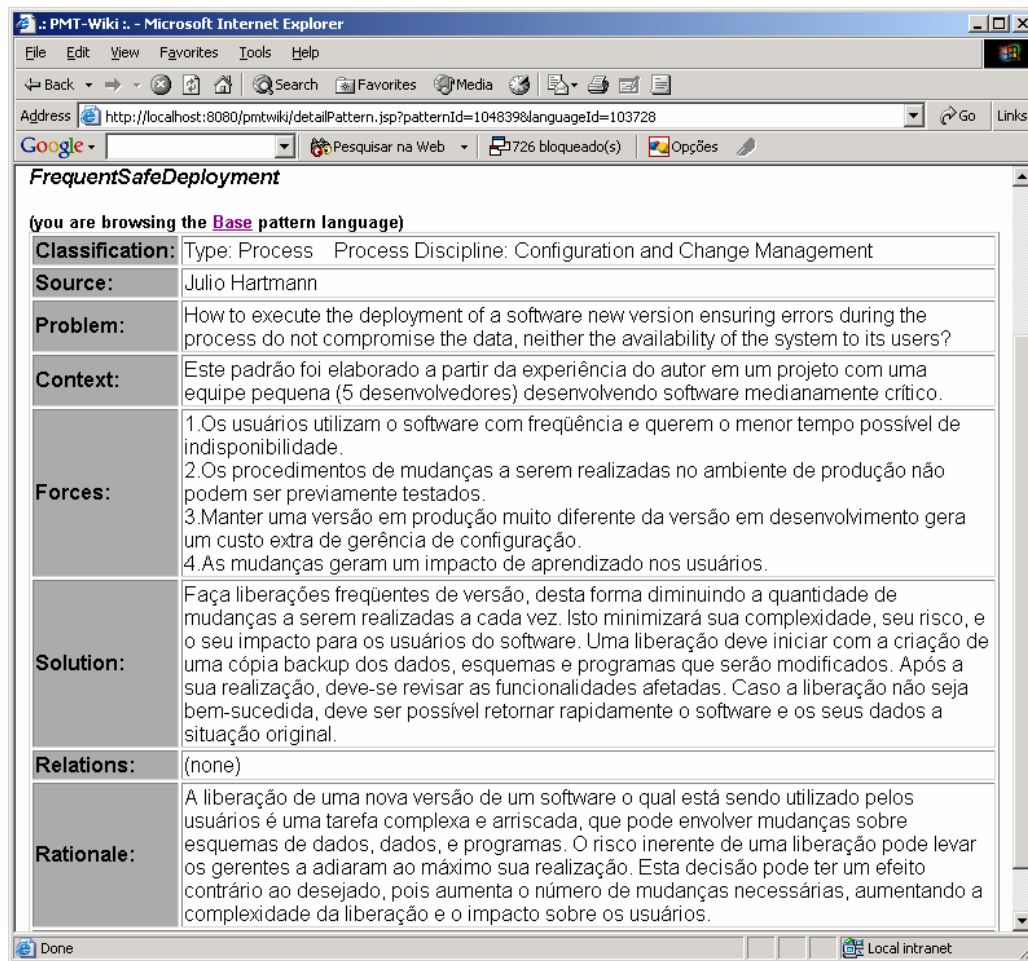 .: PMT-Wiki :. - Microsoft Internet Explorer
File Edit View Favorites Tools Help
Back Search Favorites Media
Address http://localhost:8080/pmtwiki/detailPattern.jsp?patternId=104839&languageId=103728 Go Links
Google Pesquisar na Web 726 bloqueado(s) Opções
FrequentSafeDeployment
(you are browsing the Base pattern language)
Classification: Type: Process Process Discipline: Configuration and Change Management
Source: Julio Hartmann
Problem: How to execute the deployment of a software new version ensuring errors during the
process do not compromise the data, neither the availability of the system to its users?
Context: Este padrão foi elaborado a partir da experiência do autor em um projeto com uma
equipe pequena (5 desenvolvedores) desenvolvendo software medianamente crítico.
Forces: 1.Os usuários utilizam o software com freqüência e querem o menor tempo possível de
indisponibilidade.
2.Os procedimentos de mudanças a serem realizadas no ambiente de produção não
podem ser previamente testados.
3.Manter uma versão em produção muito diferente da versão em desenvolvimento gera
um custo extra de gerência de configuração.
4.As mudanças geram um impacto de aprendizado nos usuários.
Solution: Faça liberações freqüentes de versão, desta forma diminuindo a quantidade de
mudanças a serem realizadas a cada vez. Isto minimizará sua complexidade, seu risco, e
o seu impacto para os usuários do software. Uma liberação deve iniciar com a criação de
uma cópia backup dos dados, esquemas e programas que serão modificados. Após a
sua realização, deve-se revisar as funcionalidades afetadas. Caso a liberação não seja
bem-sucedida, deve ser possível retornar rapidamente o software e os seus dados a
situação original.
Relations: (none)
Rationale: A liberação de uma nova versão de um software o qual está sendo utilizado pelos
usuários é uma tarefa complexa e arriscada, que pode envolver mudanças sobre
esquemas de dados, dados, e programas. O risco inerente de uma liberação pode levar
os gerentes a adiaram ao máximo sua realização. Esta decisão pode ter um efeito
contrário ao desejado, pois aumenta o número de mudanças necessárias, aumentando a
complexidade da liberação e o impacto sobre os usuários.
Done Local intranet